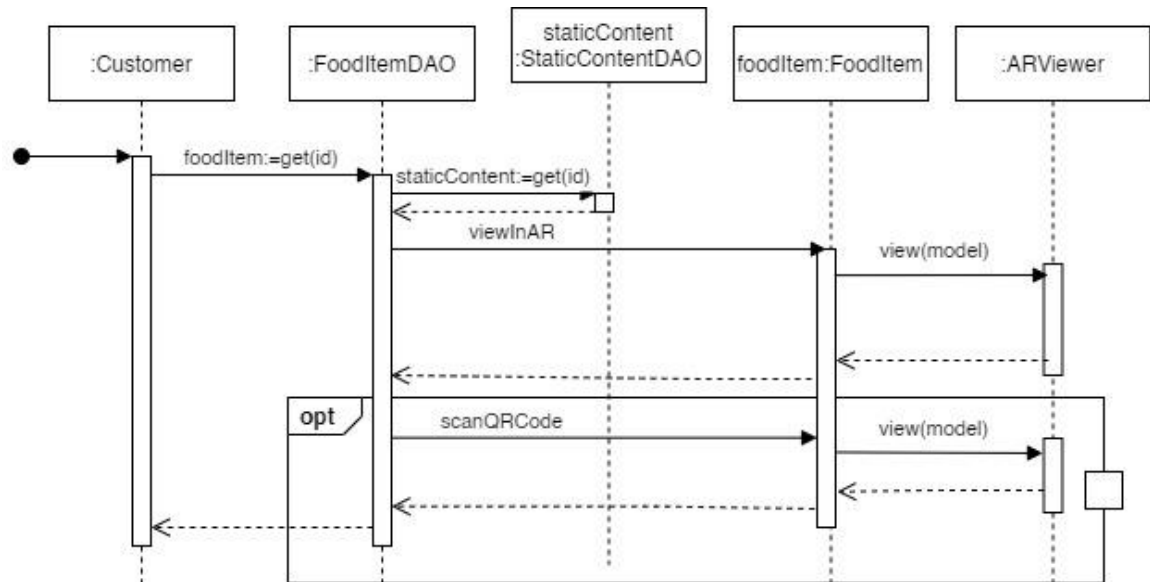 :Customer
:FoodItemDAO
staticContent
:StaticContentDAO
foodItem:FoodItem
:ARViewer
foodItem:=get(id)
staticContent:=get(id)
viewInAR
view(model)
opt
scanQRCode
view(model)